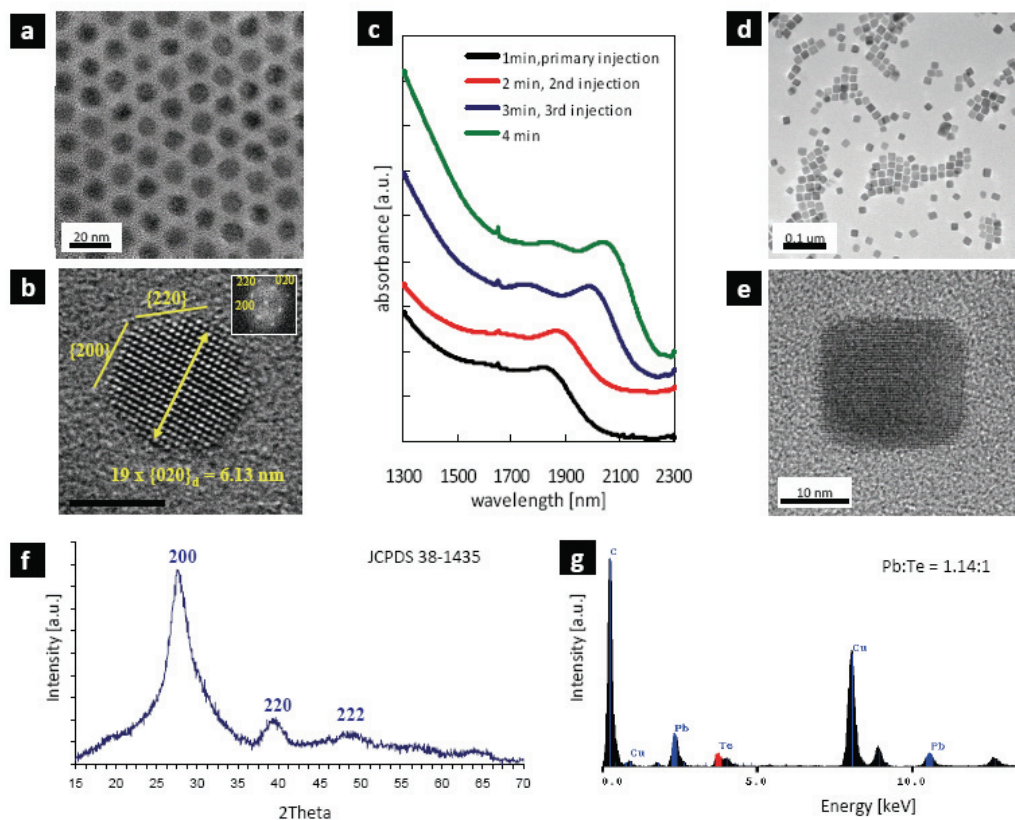 a
20 nm
b
{220}
{200}
220 020
200
19 x {020}d = 6.13 nm
c
1min,primary injection
2 min, 2nd injection
3min, 3rd injection
4 min
absorbance [a.u.]
1300 1500 1700 1900 2100 2300
wavelength [nm]
d
0.1 um
e
10 nm
f
JCPDS 38-1435
200
220
222
Intensity [a.u.]
15 20 25 30 35 40 45 50 55 60 65 70
2Theta
g
Pb:Te = 1.14:1
C
Cu
Pb
Te
Cu
Pb
Intensity [a.u.]
0.0 5.0 10.0
Energy [keV]